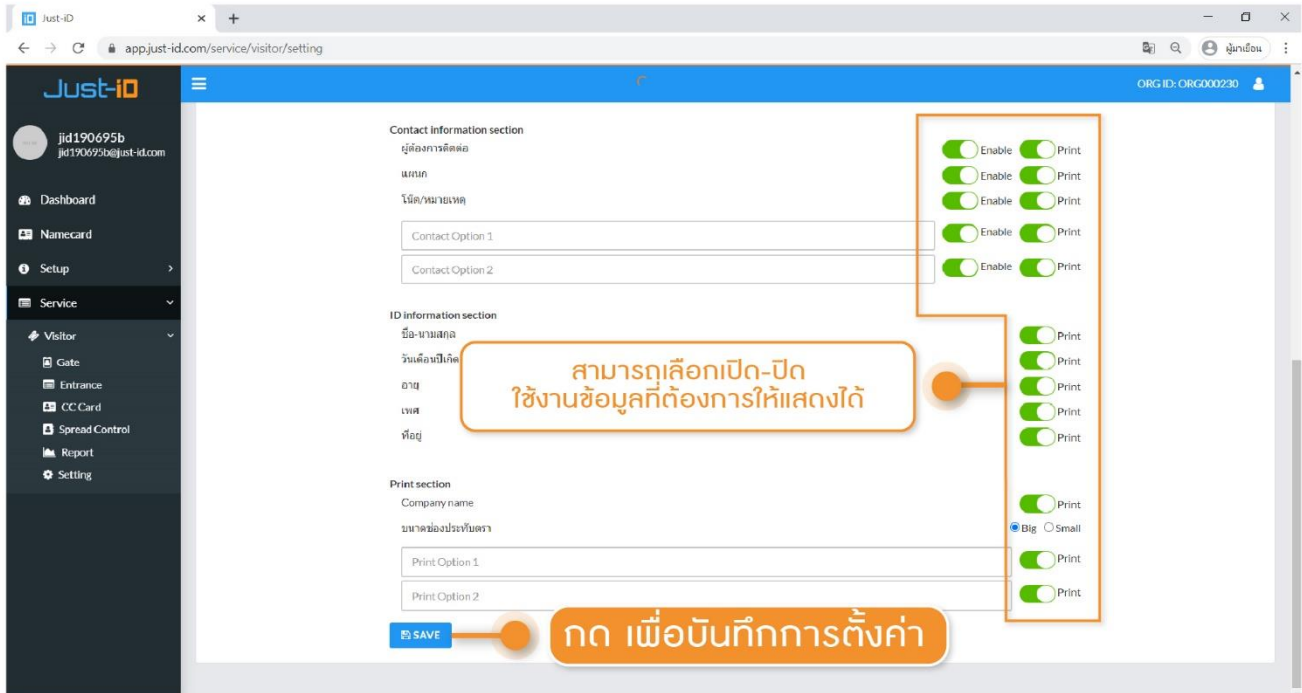 Just-iD
app.just-id.com/service/visitor/setting
ผู้มาเยือน
Just-iD
ORG ID: ORG000230
jid190695b
jid190695b@just-id.com
Dashboard
Namecard
Setup
Service
Visitor
Gate
Entrance
CC Card
Spread Control
Report
Setting
Contact information section
ผู้ต้องการติดต่อ Enable Print
แผนก Enable Print
โน๊ต/หมายเหตุ Enable Print
Contact Option 1 Enable Print
Contact Option 2 Enable Print
ID information section
ชื่อ-นามสกุล Print
วันเดือนปีเกิด Print
อายุ Print
เพศ Print
ที่อยู่ Print
สามารถเลือกเปิด-ปิด
ใช้งานข้อมูลที่ต้องการให้แสดงได้
Print section
Company name Print
ขนาดช่องประทับตรา Big Small
Print Option 1 Print
Print Option 2 Print
SAVE
กด เพื่อบันทึกการตั้งค่า